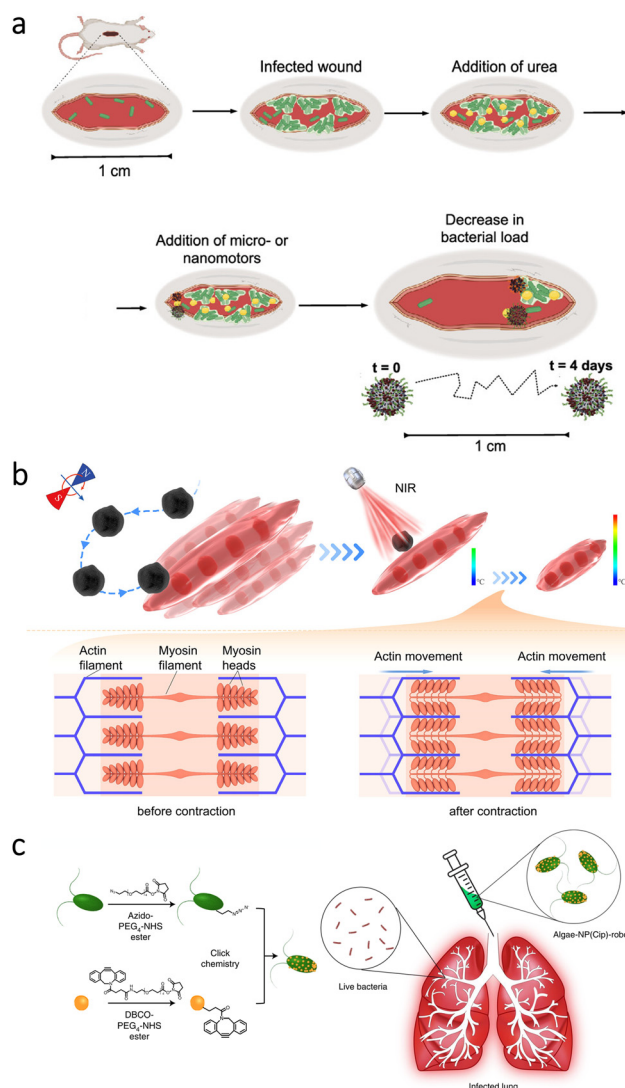 a
Infected wound
Addition of urea
1 cm
Addition of micro- or
nanomotors
Decrease in
bacterial load
t = 0
t = 4 days
1 cm
b
N
S
NIR
°C
°C
Actin
filament
Myosin
filament
Myosin
heads
Actin movement
Actin movement
before contraction
after contraction
c
Azido-
PEG4-NHS
ester
Click
chemistry
DBCO-
PEG4-NHS
ester
Live bacteria
Algae-NP(Cip)-robo
Infected lung